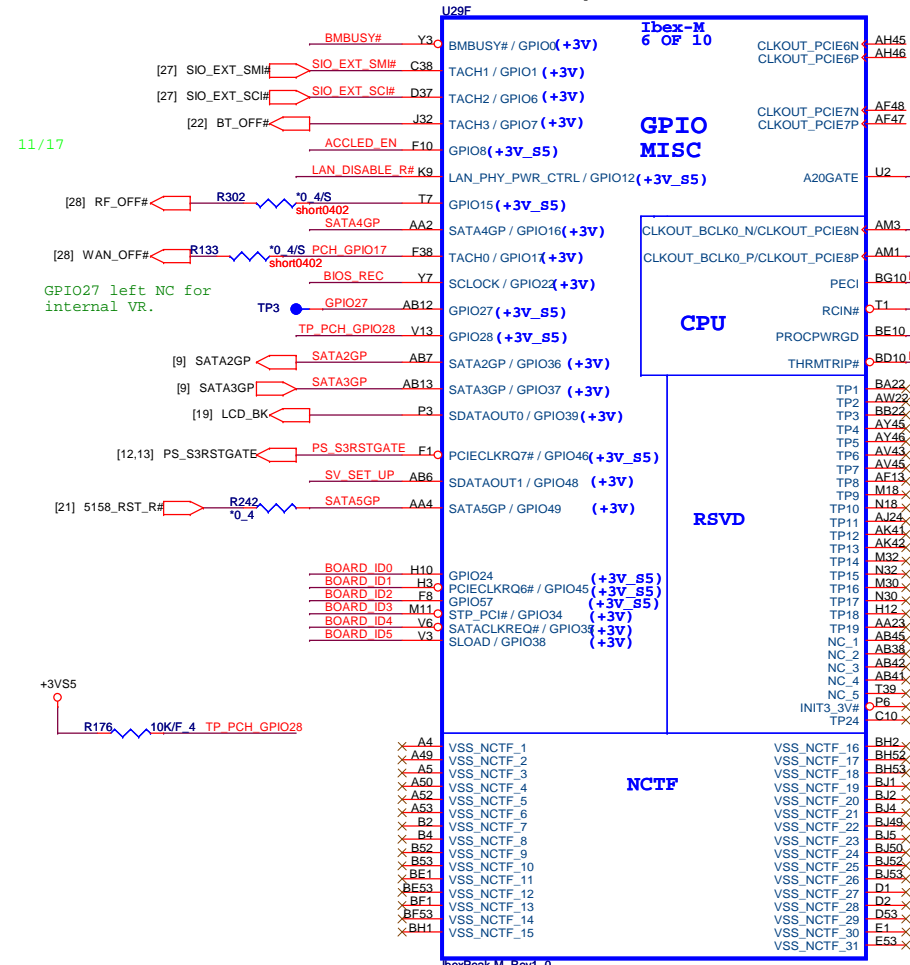 U29F
Ibex-M
6 OF 10
BMBUSY# Y3 BMBUSY# / GPIO0 (+3V) CLKOUT_PCIE6N AH45
CLKOUT_PCIE6P AH46
[27] SIO_EXT_SMI# SIO_EXT_SMI# C38 TACH1 / GPIO1 (+3V)
[27] SIO_EXT_SCI# SIO_EXT_SCI# D37 TACH2 / GPIO6 (+3V)
CLKOUT_PCIE7N AF48
[22] BT_OFF# J32 TACH3 / GPIO7 (+3V) CLKOUT_PCIE7P AF47
GPIO
MISC
11/17
ACCLED_EN F10 GPIO8 (+3V_S5)
LAN_DISABLE_R# K9 LAN_PHY_PWR_CTRL / GPIO12 (+3V_S5) A20GATE U2
[28] RF_OFF# R302 *0_4/S T7 GPIO15 (+3V_S5)
short0402
SATA4GP AA2 SATA4GP / GPIO16 (+3V) CLKOUT_BCLK0_N/CLKOUT_PCIE8N AM3
[28] WAN_OFF# R133 *0_4/S PCH_GPIO17 F38 TACH0 / GPIO17 (+3V) CLKOUT_BCLK0_P/CLKOUT_PCIE8P AM1
short0402
BIOS_REC Y7 SCLOCK / GPIO22 (+3V) PECI BG10
GPIO27 left NC for
internal VR.
TP3 GPIO27 AB12 GPIO27 (+3V_S5) RCIN# T1
CPU
TP_PCH_GPIO28 V13 GPIO28 (+3V_S5) PROCPWRGD BE10
[9] SATA2GP SATA2GP AB7 SATA2GP / GPIO36 (+3V) THRMTRIP# BD10
[9] SATA3GP SATA3GP AB13 SATA3GP / GPIO37 (+3V)
[19] LCD_BK P3 SDATAOUT0 / GPIO39 (+3V)
[12,13] PS_S3RSTGATE PS_S3RSTGATE F1 PCIECLKRQ7# / GPIO46 (+3V_S5)
SV_SET_UP AB6 SDATAOUT1 / GPIO48 (+3V)
[21] 5158_RST_R# R242 SATA5GP AA4 SATA5GP / GPIO49 (+3V)
*0_4
RSVD
TP1 BA22
TP2 AW22
TP3 BB22
TP4 AY45
TP5 AY46
TP6 AV43
TP7 AV45
TP8 AF13
TP9 M18
TP10 N18
TP11 AJ24
TP12 AK41
TP13 AK42
TP14 M32
TP15 N32
TP16 M30
TP17 N30
TP18 H12
TP19 AA23
NC_1 AB45
NC_2 AB38
NC_3 AB42
NC_4 AB41
NC_5 T39
INIT3_3V# P6
TP24 C10
BOARD_ID0 H10 GPIO24 (+3V_S5)
BOARD_ID1 H3 PCIECLKRQ6# / GPIO45 (+3V_S5)
BOARD_ID2 F8 GPIO57 (+3V_S5)
BOARD_ID3 M11 STP_PCI# / GPIO34 (+3V)
BOARD_ID4 V6 SATACLKREQ# / GPIO35 (+3V)
BOARD_ID5 V3 SLOAD / GPIO38 (+3V)
+3VS5
R176 10K/F_4 TP_PCH_GPIO28
NCTF
A4 VSS_NCTF_1 VSS_NCTF_16 BH2
A49 VSS_NCTF_2 VSS_NCTF_17 BH52
A5 VSS_NCTF_3 VSS_NCTF_18 BH53
A50 VSS_NCTF_4 VSS_NCTF_19 BJ1
A52 VSS_NCTF_5 VSS_NCTF_20 BJ2
A53 VSS_NCTF_6 VSS_NCTF_21 BJ4
B2 VSS_NCTF_7 VSS_NCTF_22 BJ49
B4 VSS_NCTF_8 VSS_NCTF_23 BJ5
B52 VSS_NCTF_9 VSS_NCTF_24 BJ50
B53 VSS_NCTF_10 VSS_NCTF_25 BJ52
BE1 VSS_NCTF_11 VSS_NCTF_26 BJ53
BE53 VSS_NCTF_12 VSS_NCTF_27 D1
BF1 VSS_NCTF_13 VSS_NCTF_28 D2
BF53 VSS_NCTF_14 VSS_NCTF_29 D53
BH1 VSS_NCTF_15 VSS_NCTF_30 E1
VSS_NCTF_31 E53